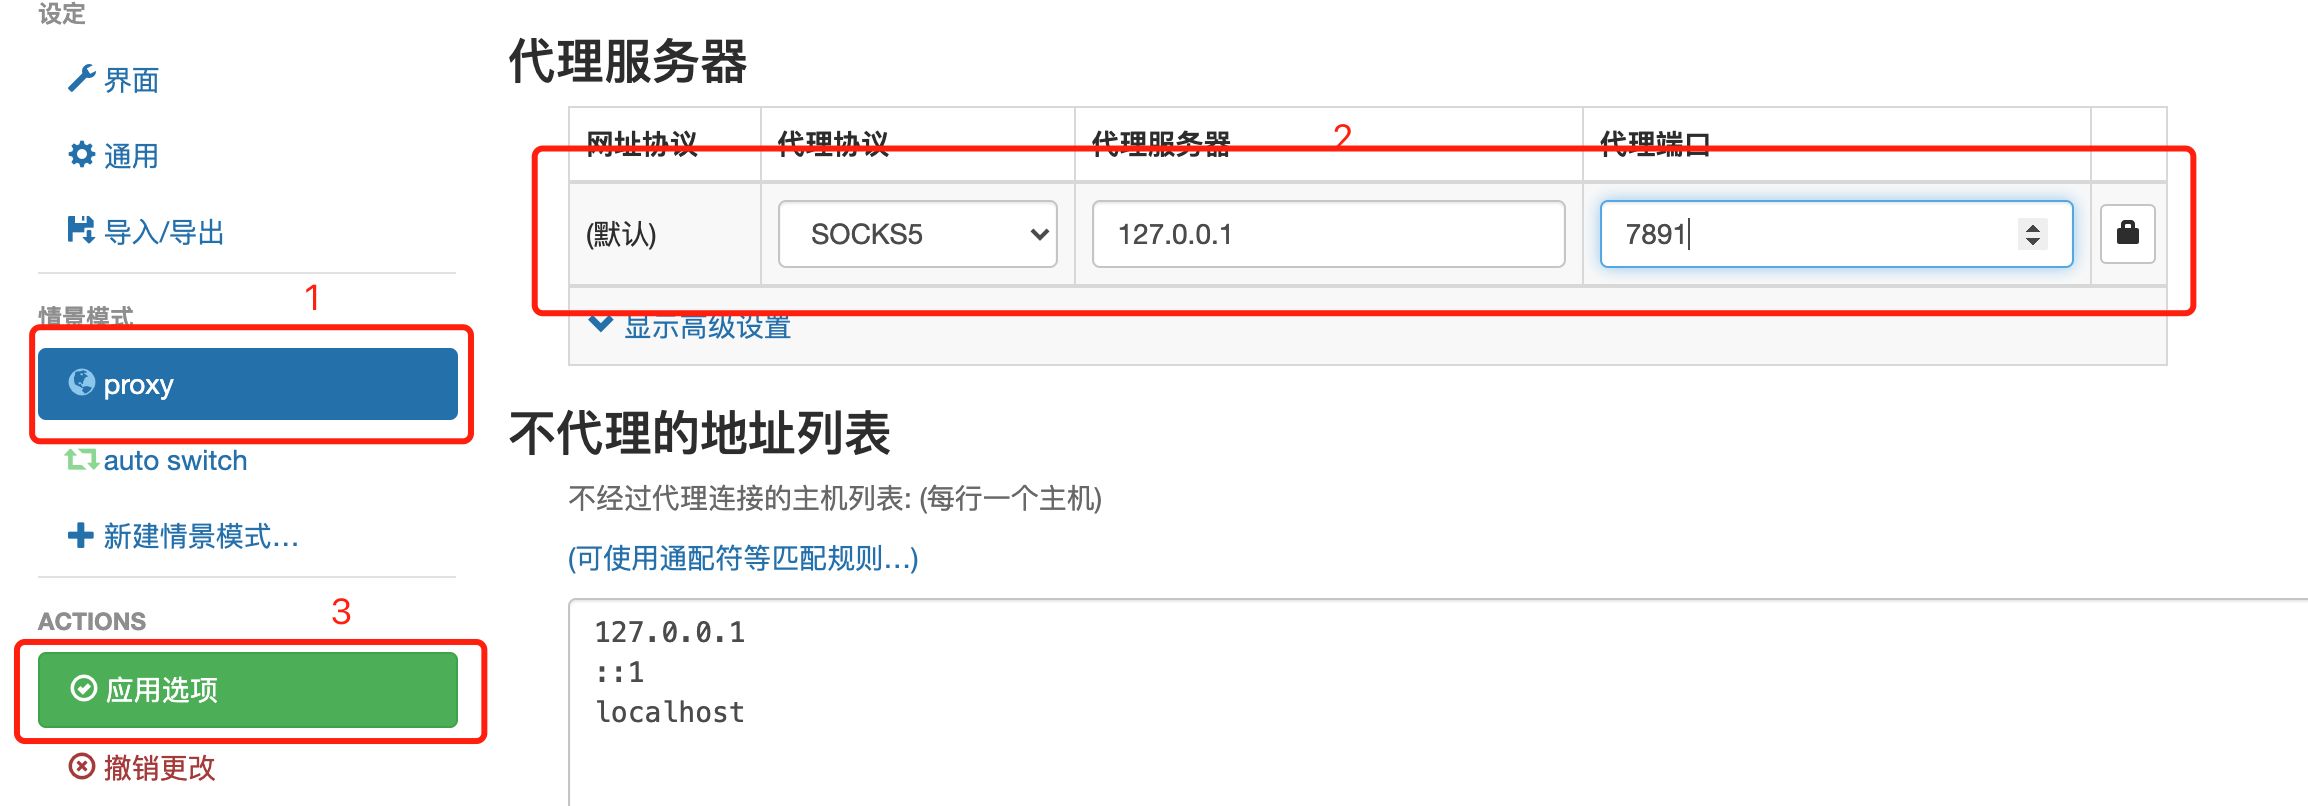 设定
界面
通用
导入/导出
1
情景模式
proxy
auto switch
新建情景模式...
ACTIONS
3
应用选项
撤销更改
代理服务器
2
网址协议 代理协议 代理服务器 代理端口
(默认) SOCKS5 127.0.0.1 7891
显示高级设置
不代理的地址列表
不经过代理连接的主机列表: (每行一个主机)
(可使用通配符等匹配规则...)
127.0.0.1
::1
localhost